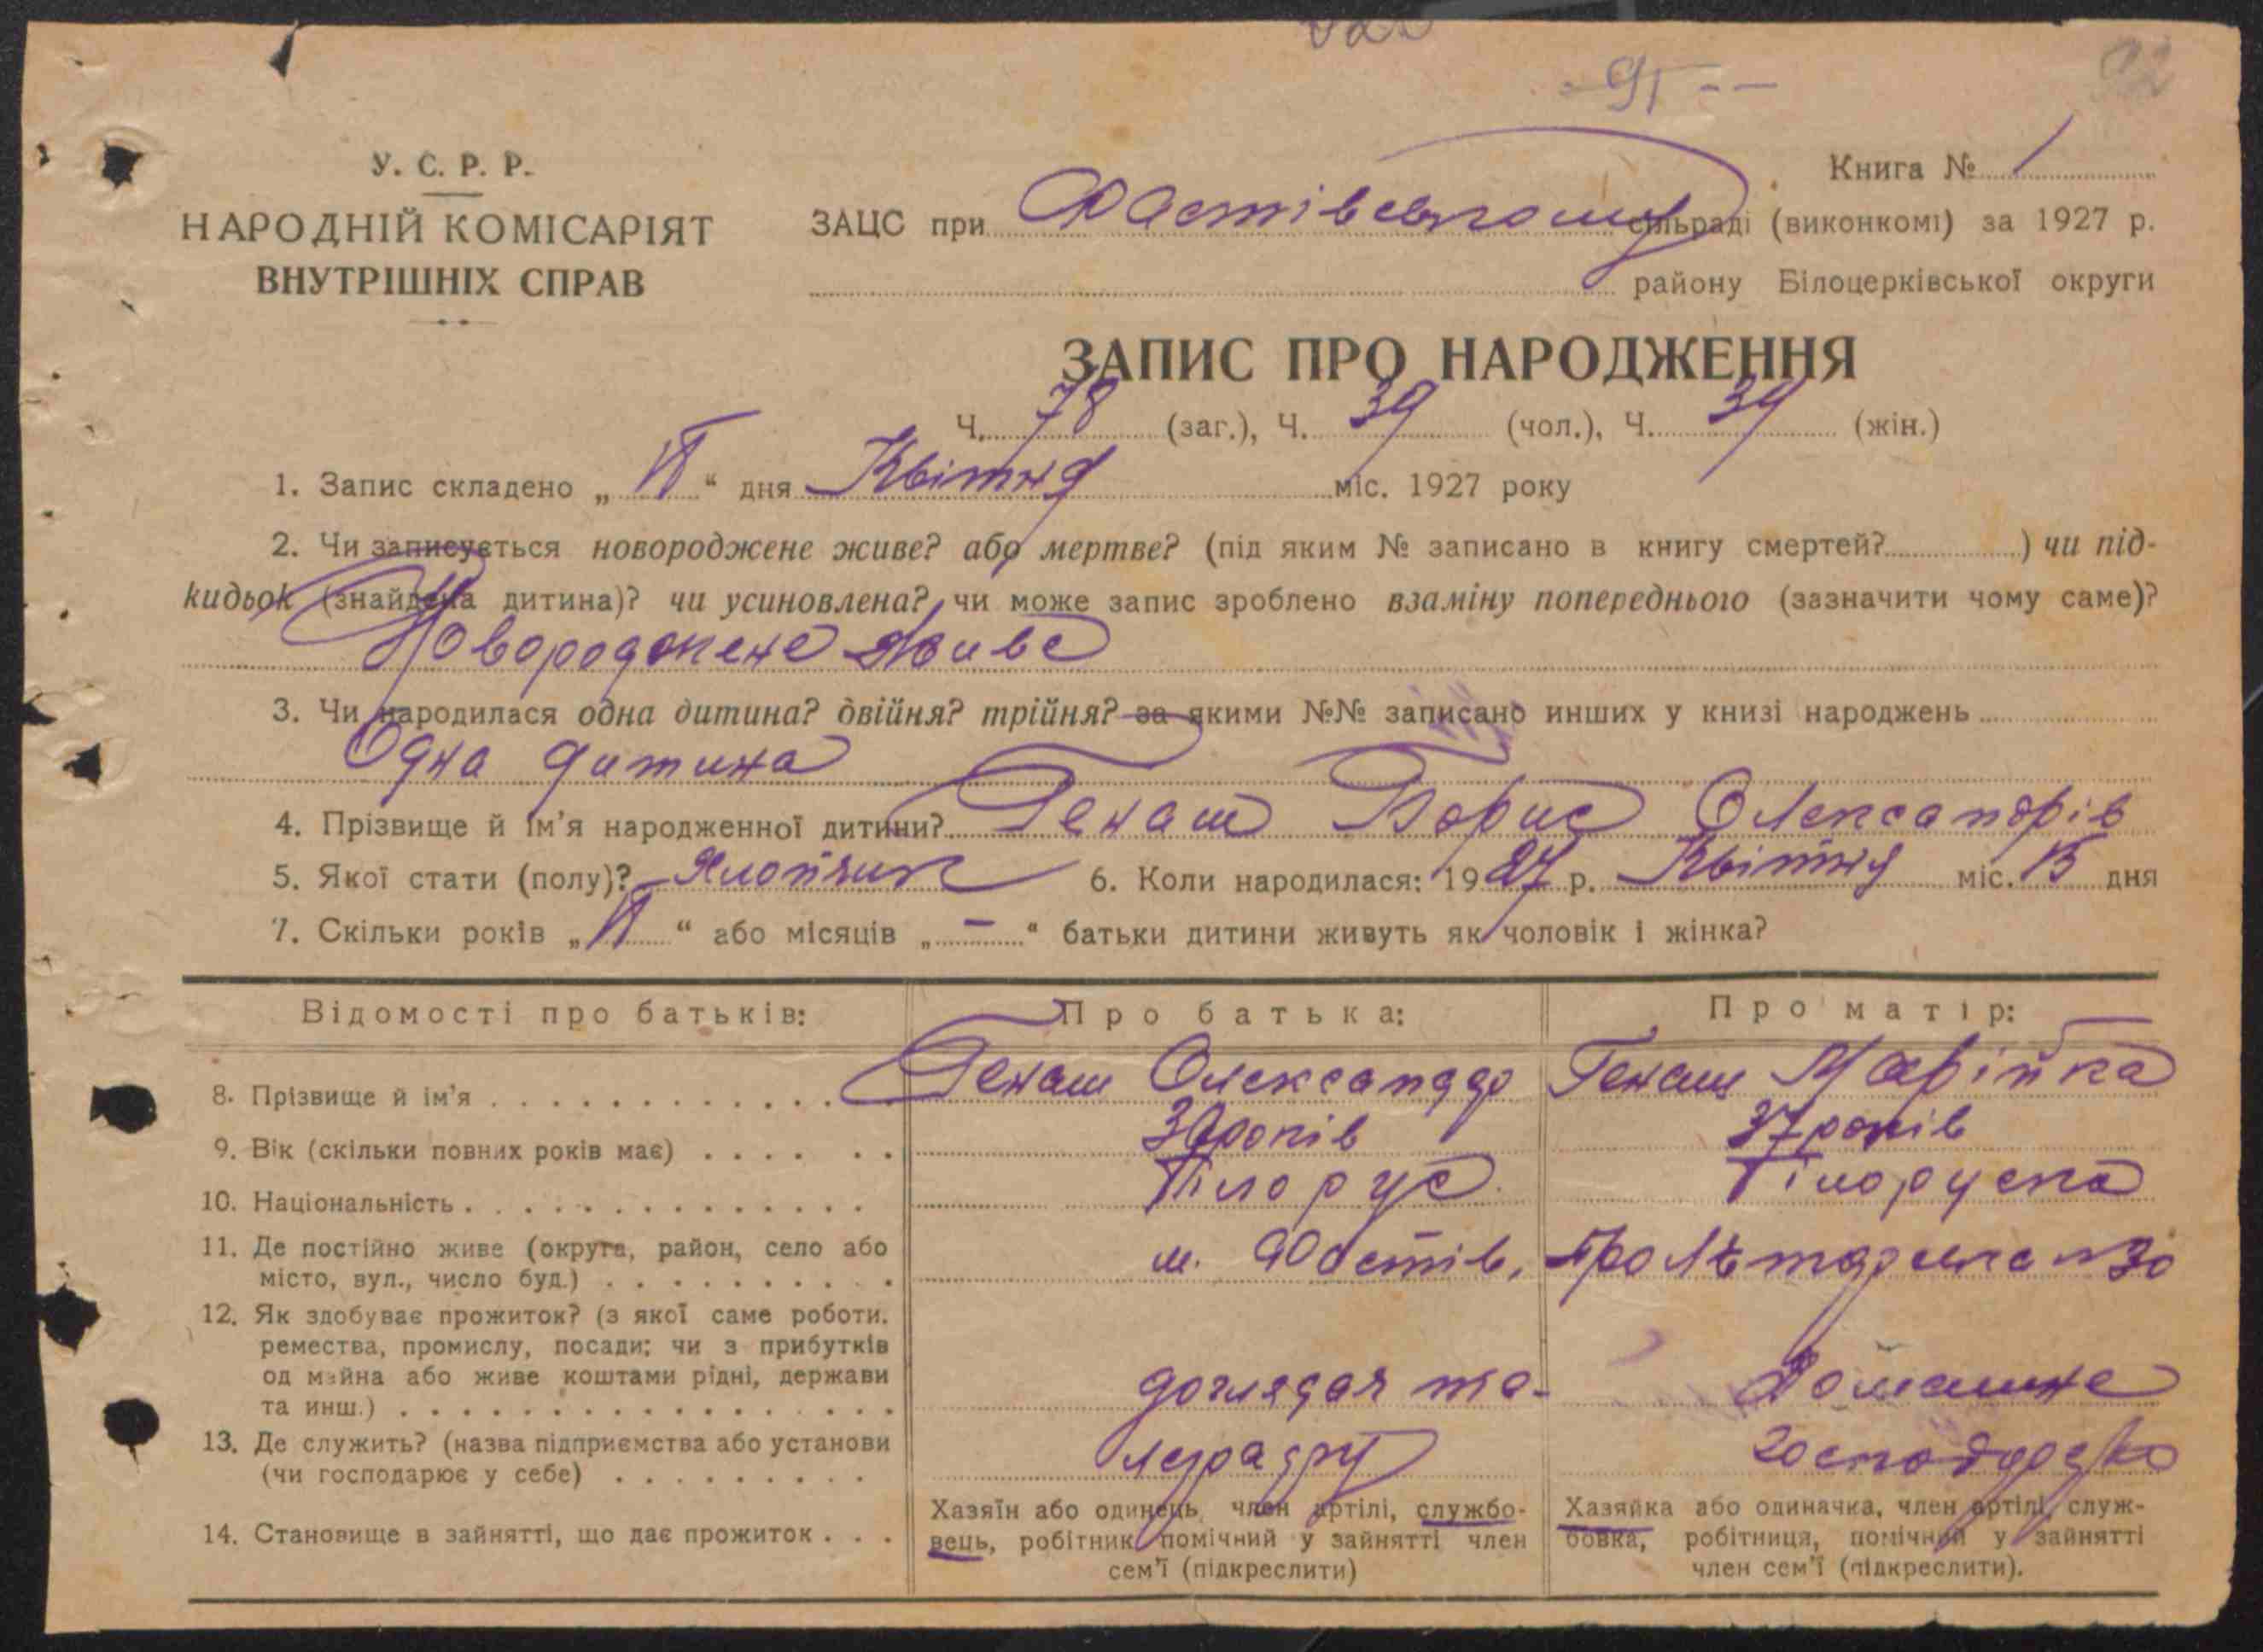 91 --
92
У. С. Р. Р.
НАРОДНІЙ КОМІСАРІЯТ
ВНУТРІШНІХ СПРАВ
Книга № 1
ЗАЦС при Фастівському сільраді (виконкомі) за 1927 р.
району Білоцерківської округи
ЗАПИС ПРО НАРОДЖЕННЯ
Ч. 78 (заг.), Ч. 39 (чол.), Ч. 39 (жін.)
1. Запис складено „ “ дня Квітня міс. 1927 року
2. Чи записується новороджене живе? або мертве? (під яким № записано в книгу смертей? ) чи під-
кидьок (знайдена дитина)? чи усиновлена? чи може запис зроблено взаміну попереднього (зазначити чому саме)?
Новороджене живе
3. Чи народилася одна дитина? двійня? трійня? за якими №№ записано инших у книзі народжень
Одна дитина
4. Прізвище й ім’я народженної дитини? Генаш Борис Олександрів
5. Якої стати (полу)? Хлопчик 6. Коли народилася: 1927 р. Квітня міс. 15 дня
7. Скільки років „ “ або місяців „ — “ батьки дитини живуть як чоловік і жінка?
Відомості про батьків: Про батька: Про матір:
8. Прізвище й ім’я Генаш Олександр Генаш Марійка
9. Вік (скільки повних років має) 39 років 37 років
10. Національність Білорус Білоруска
11. Де постійно живе (округа, район, село або
місто, вул., число буд.) м. Фастів, 30
12. Як здобуває прожиток? (з якої саме роботи.
ремества, промислу, посади; чи з прибутків
од майна або живе коштами рідні, держави
та инш.) доглядач те- Домашнє
13. Де служить? (назва підприємства або установи
(чи господарює у себе) леграфу господарство
14. Становище в зайнятті, що дає прожиток
Хазяїн або одинець, член артілі, службо-
вець, робітник помічний у зайнятті член
сем’ї (підкреслити)
Хазяйка або одиначка, член артілі, служ-
бовка, робітниця, помічний у зайнятті
член сем’ї (підкреслити).